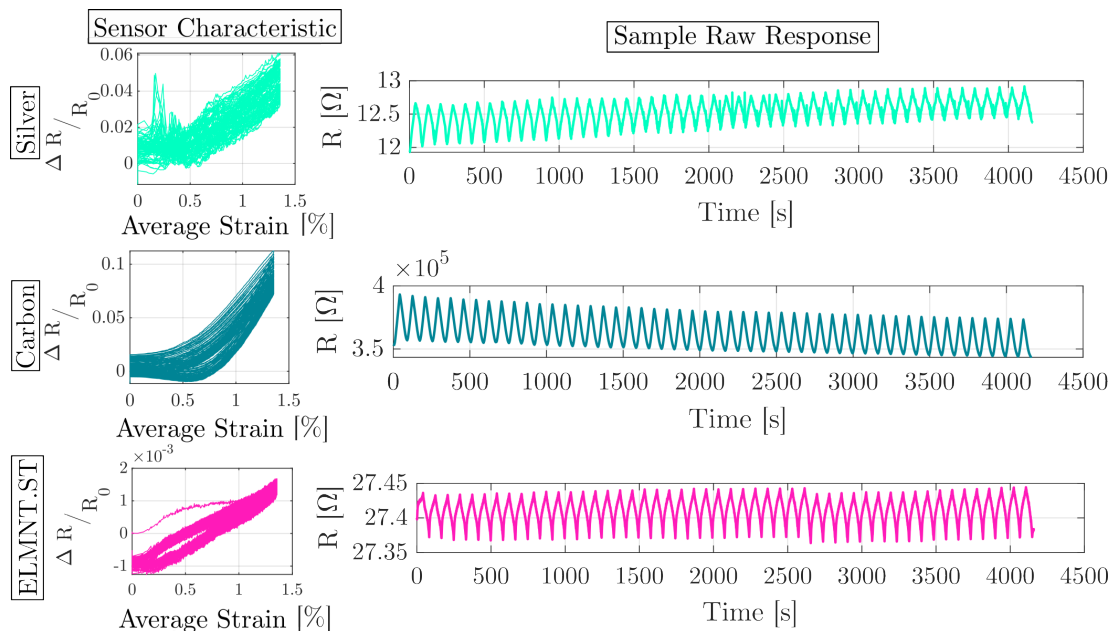 Sensor Characteristic
Sample Raw Response
Silver
Δ R / R0
0.06
0.04
0.02
0
0 0.5 1 1.5
Average Strain [%]
R [Ω]
13
12.5
12
0 500 1000 1500 2000 2500 3000 3500 4000 4500
Time [s]
Carbon
Δ R / R0
0.1
0.05
0
0 0.5 1 1.5
Average Strain [%]
×10^5
R [Ω]
4
3.5
0 500 1000 1500 2000 2500 3000 3500 4000 4500
Time [s]
ELMNT.ST
Δ R / R0
×10^-3
2
1
0
-1
0 0.5 1 1.5
Average Strain [%]
R [Ω]
27.45
27.4
27.35
0 500 1000 1500 2000 2500 3000 3500 4000 4500
Time [s]